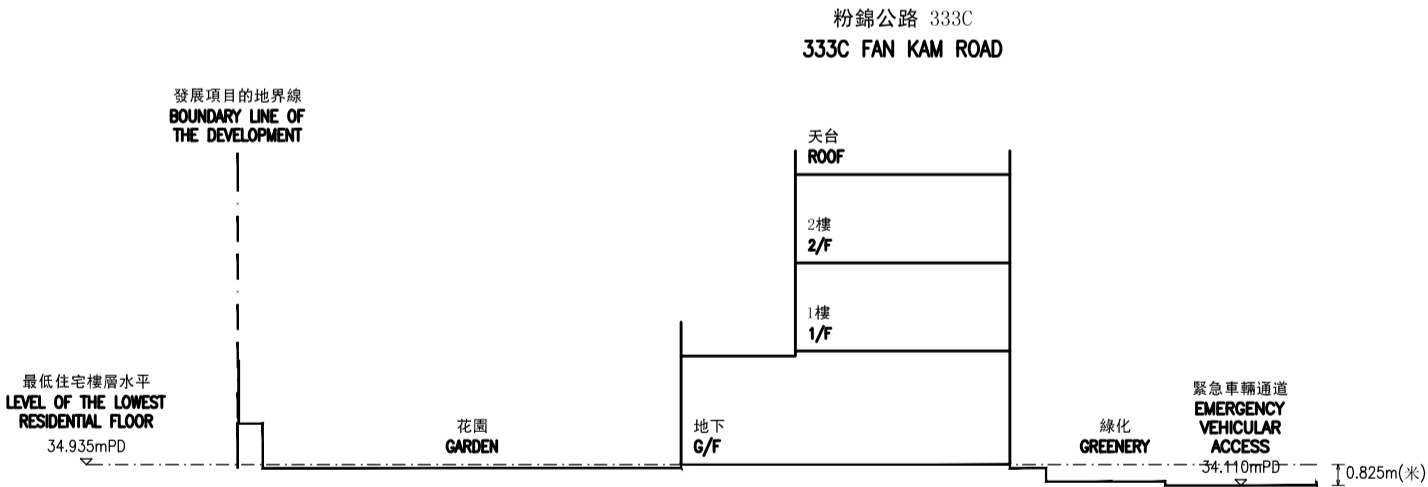 粉錦公路 333C
333C FAN KAM ROAD
發展項目的地界線
BOUNDARY LINE OF
THE DEVELOPMENT
天台
ROOF
2樓
2/F
1樓
1/F
最低住宅樓層水平
LEVEL OF THE LOWEST
RESIDENTIAL FLOOR
34.935mPD
花園
GARDEN
地下
G/F
綠化
GREENERY
緊急車輛通道
EMERGENCY
VEHICULAR
ACCESS
34.110mPD
0.825m(米)